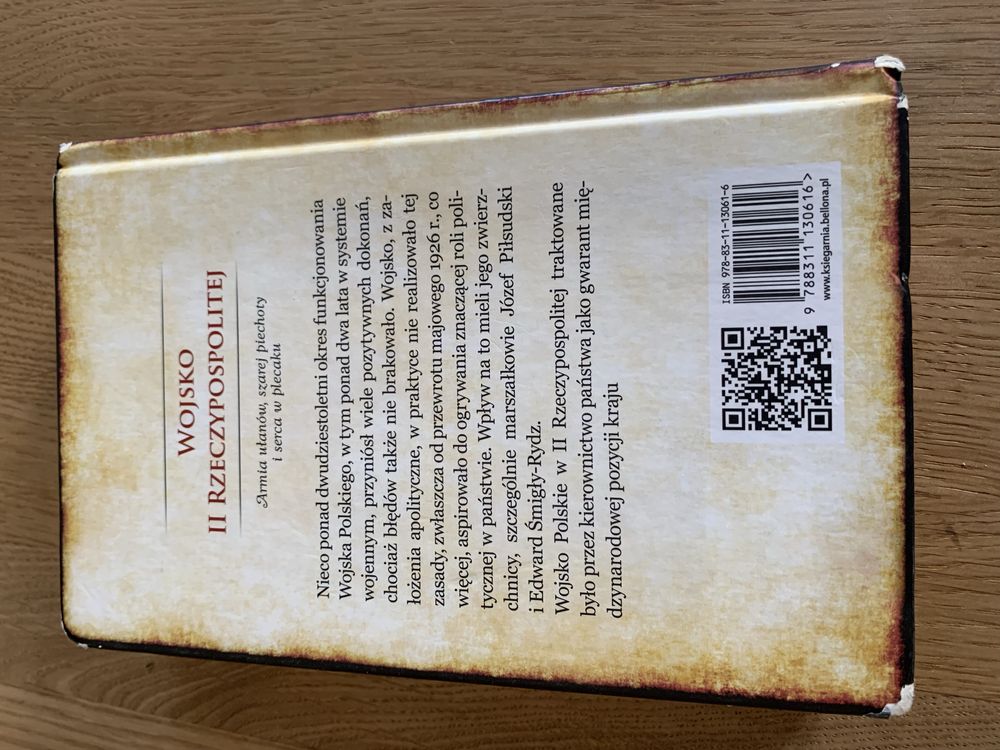 WOJSKO
II RZECZYPOSPOLITEJ
Armia ułanów, szarej piechoty
i serca w plecaku
Nieco ponad dwudziestoletni okres funkcjonowania
Wojska Polskiego, w tym ponad dwa lata w systemie
wojennym, przyniósł wiele pozytywnych dokonań,
chociaż błędów także nie brakowało. Wojsko, z za-
łożenia apolityczne, w praktyce nie realizowało tej
zasady, zwłaszcza od przewrotu majowego 1926 r., co
więcej, aspirowało do ogrywania znaczącej roli poli-
tycznej w państwie. Wpływ na to mieli jego zwierz-
chnicy, szczególnie marszałkowie Józef Piłsudski
i Edward Śmigły-Rydz.
Wojsko Polskie w II Rzeczypospolitej traktowane
było przez kierownictwo państwa jako gwarant mię-
dzynarodowej pozycji kraju
ISBN 978-83-11-13061-6
9 788311 130616 >
www.ksiegarnia.bellona.pl